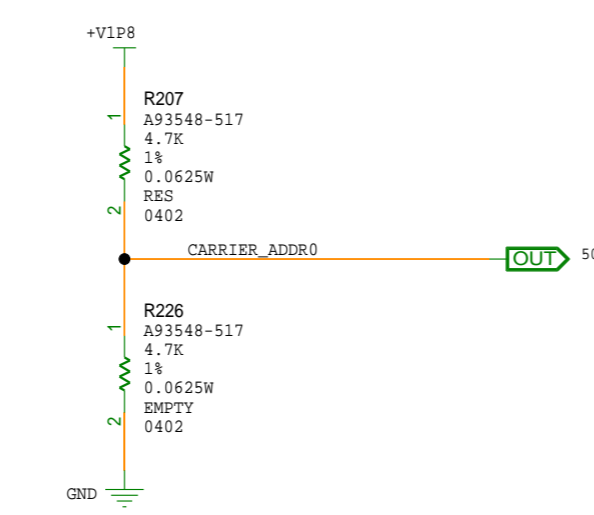 +V1P8
R207
1
A93548-517
4.7K
1%
0.0625W
RES
2
0402
CARRIER_ADDR0
OUT
R226
1
A93548-517
4.7K
1%
0.0625W
EMPTY
2
0402
GND